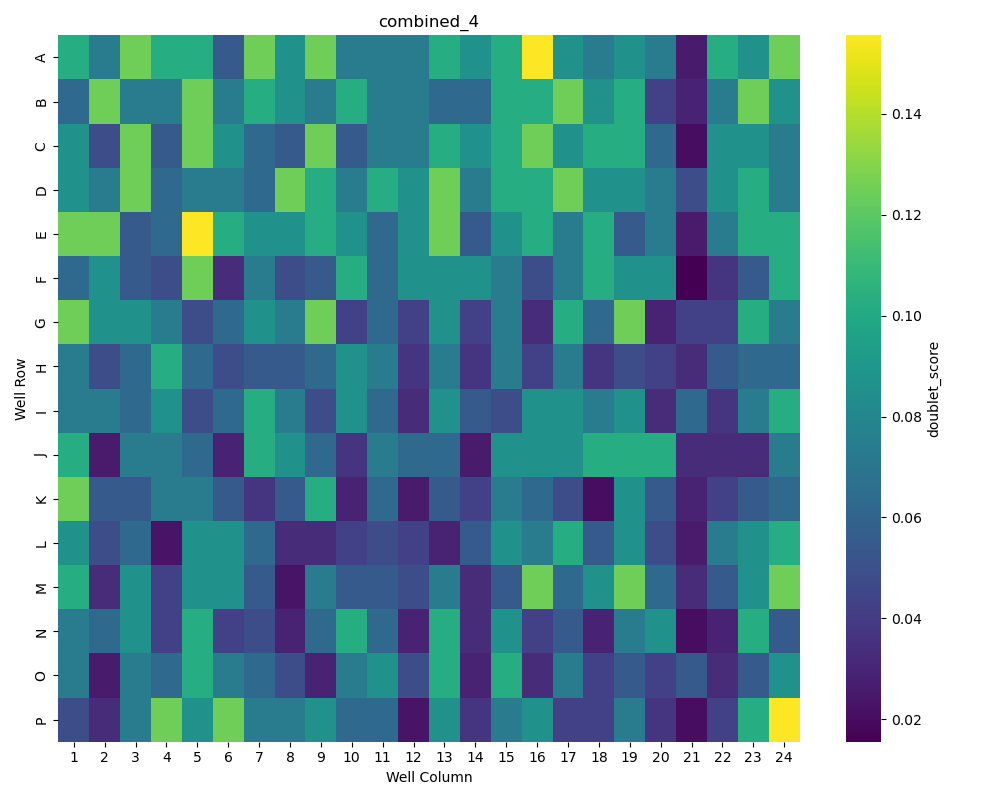 combined_4
A
B
C
D
E
F
G
H
I
J
K
L
M
N
O
P
Well Row
1 2 3 4 5 6 7 8 9 10 11 12 13 14 15 16 17 18 19 20 21 22 23 24
Well Column
0.14
0.12
0.10
0.08
0.06
0.04
0.02
doublet_score